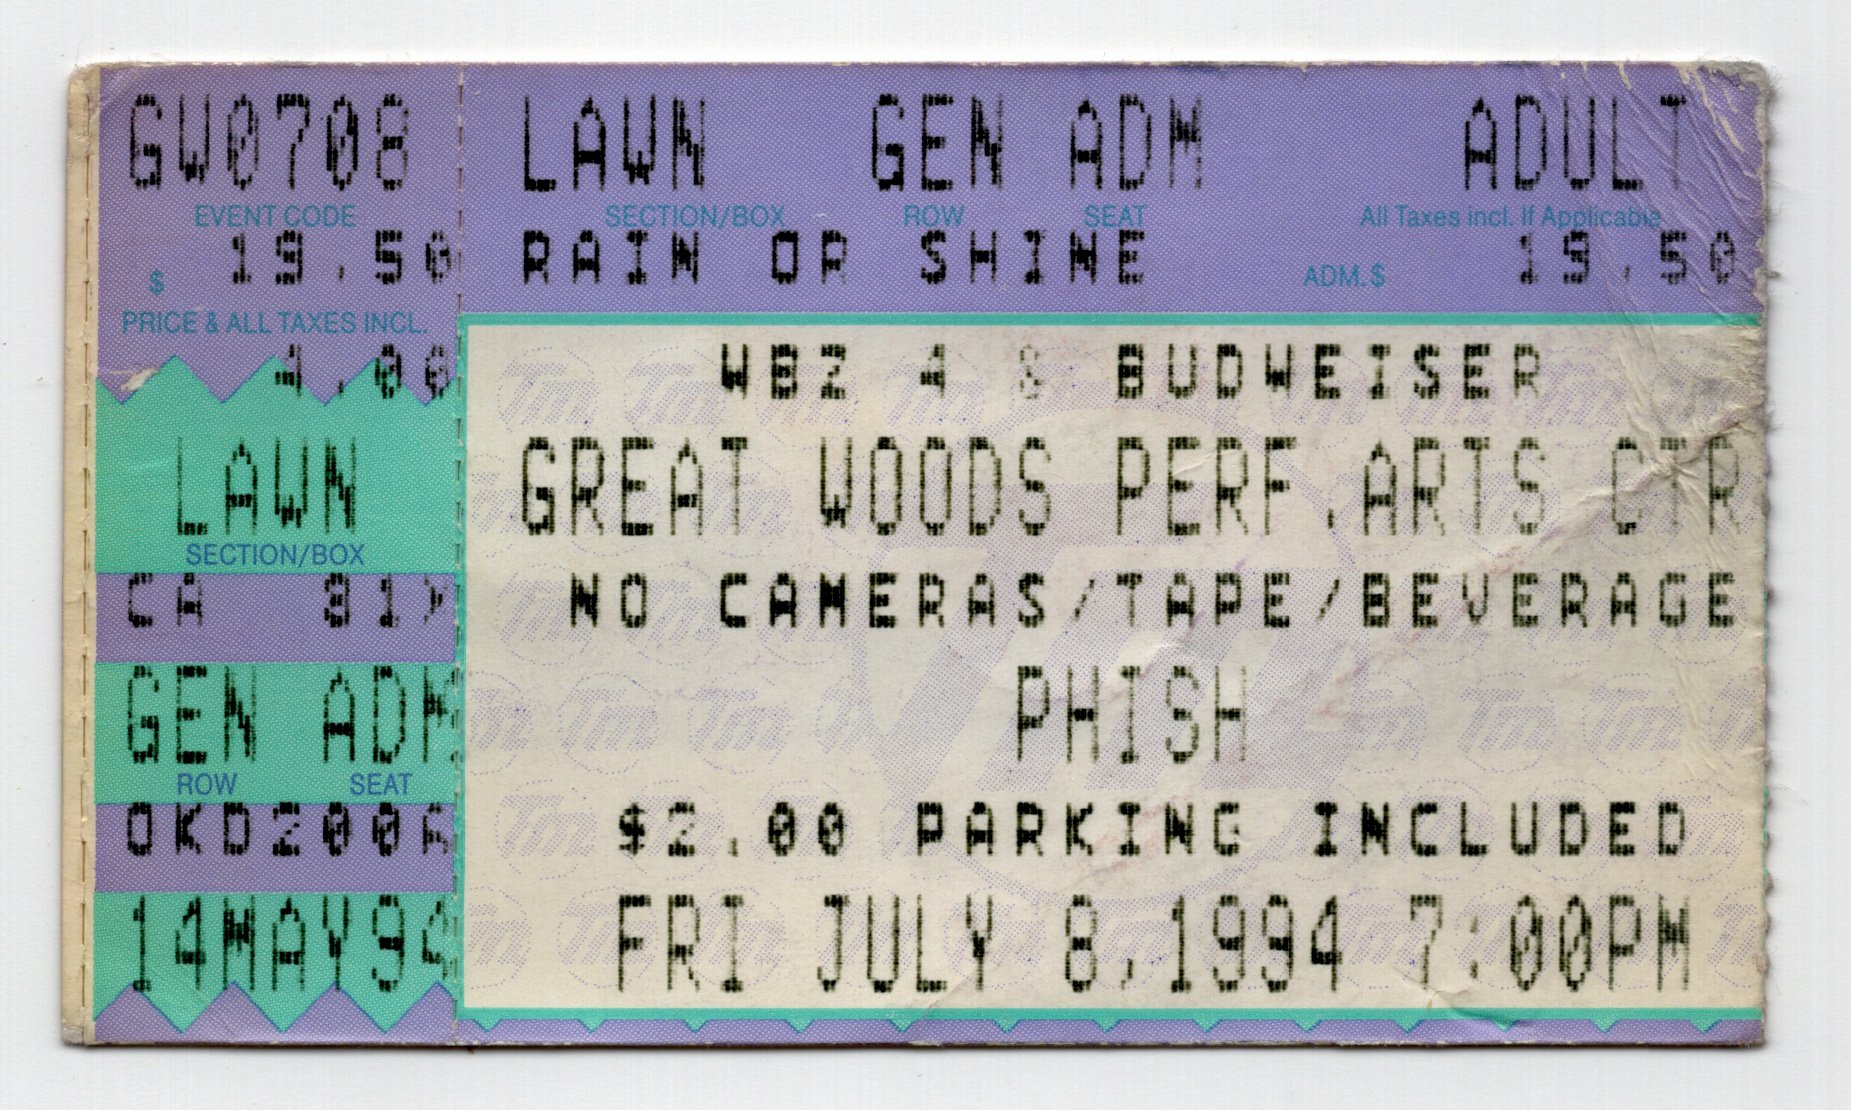 GW0708
EVENT CODE
$ 19.50
PRICE & ALL TAXES INCL.
4.00
LAWN
SECTION/BOX
CA 31X
GEN ADM
ROW SEAT
OKD200A
14MAY94
LAWN GEN ADM ADULT
SECTION/BOX ROW SEAT All Taxes incl. If Applicable
RAIN OR SHINE ADM.$ 19.50
WBZ 4 & BUDWEISER
GREAT WOODS PERF.ARTS CTR
NO CAMERAS/TAPE/BEVERAGE
PHISH
$2.00 PARKING INCLUDED
FRI JULY 8,1994 7:00PM